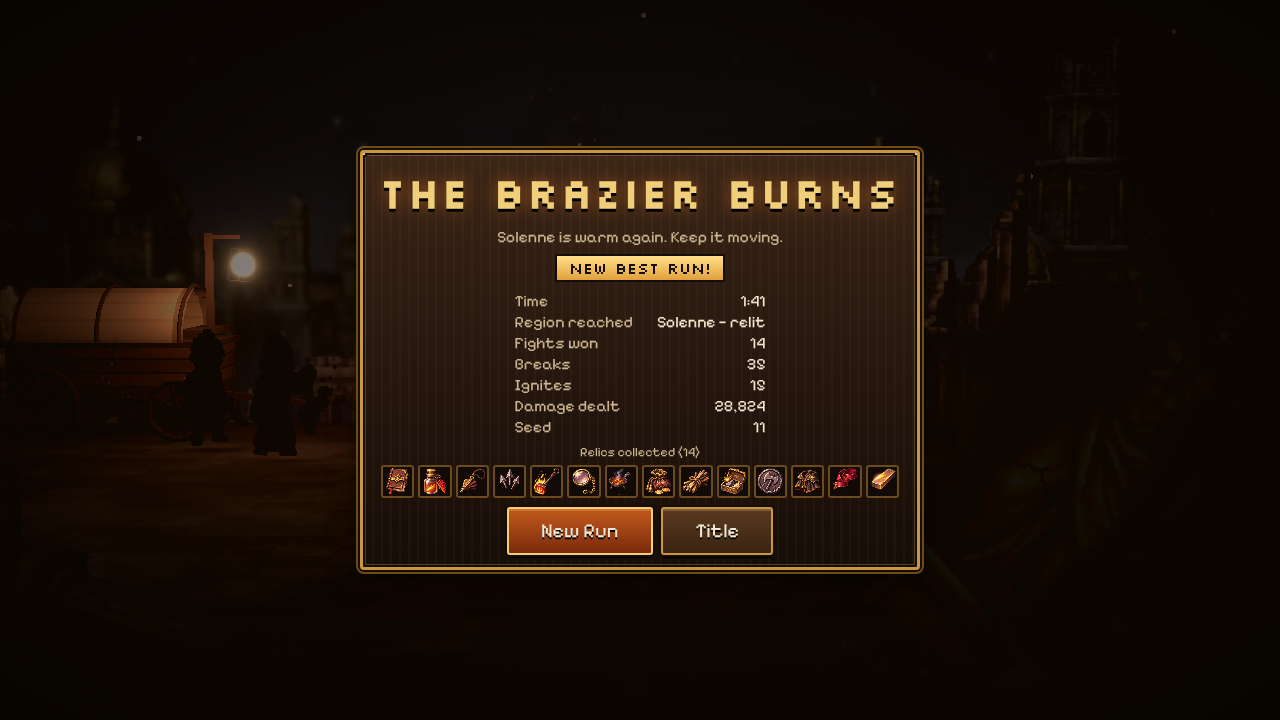 THE BRAZIER BURNS
Solenne is warm again. Keep it moving.
NEW BEST RUN!
Time 1:41
Region reached Solenne - relit
Fights won 14
Breaks 38
Ignites 18
Damage dealt 28,824
Seed 11
Relics collected (14)
New Run Title